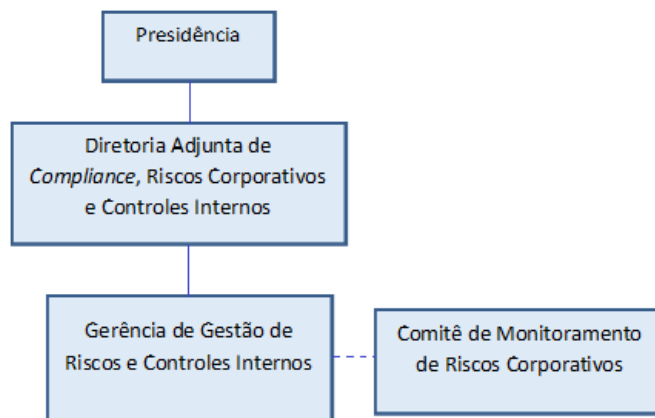 Presidência
Diretoria Adjunta de
Compliance, Riscos Corporativos
e Controles Internos
Gerência de Gestão de
Riscos e Controles Internos
Comitê de Monitoramento
de Riscos Corporativos